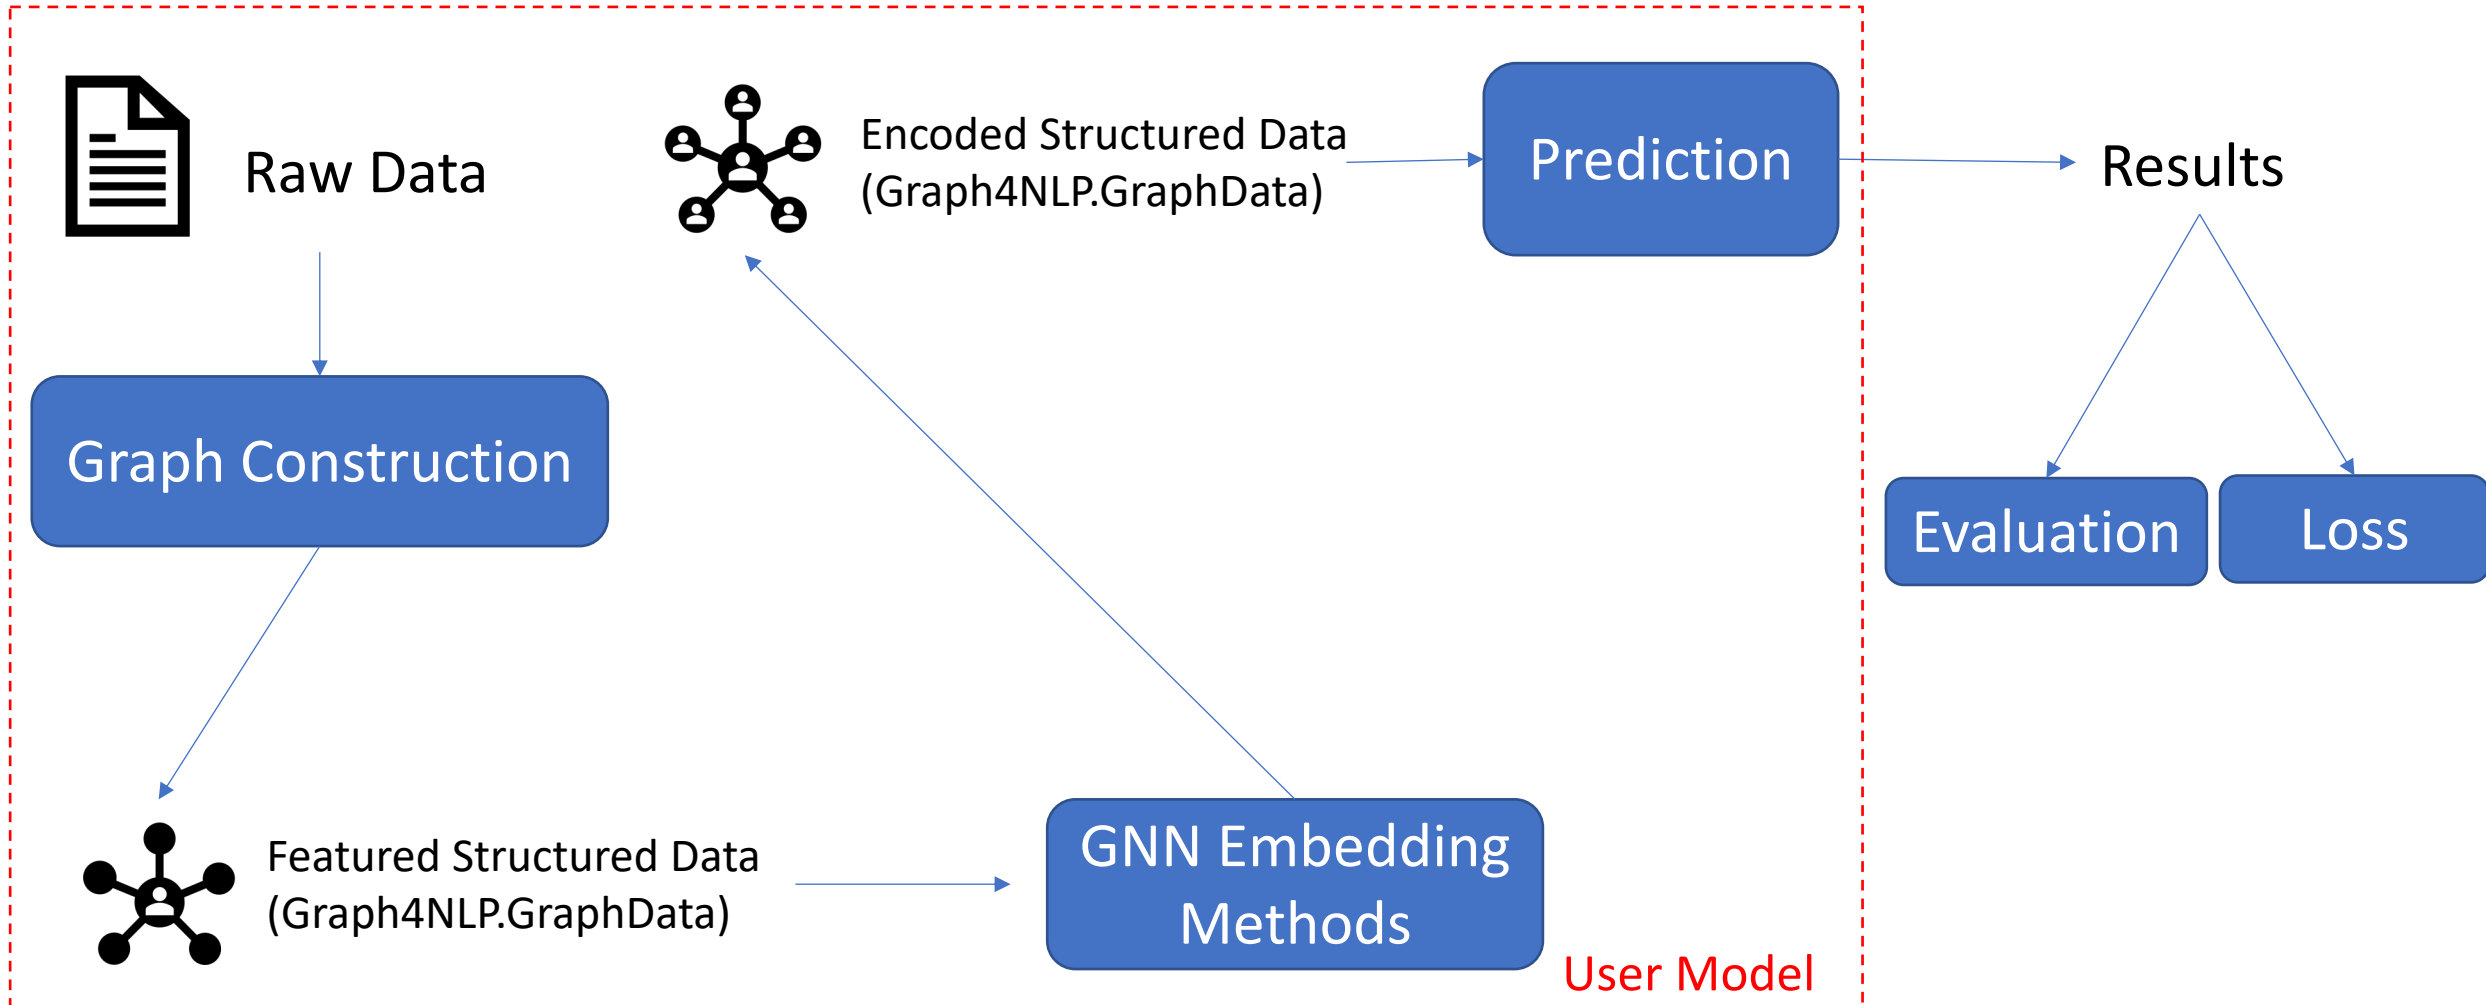 Raw Data
Encoded Structured Data
(Graph4NLP.GraphData)
Prediction
Results
Graph Construction
Evaluation
Loss
Featured Structured Data
(Graph4NLP.GraphData)
GNN Embedding
Methods
User Model